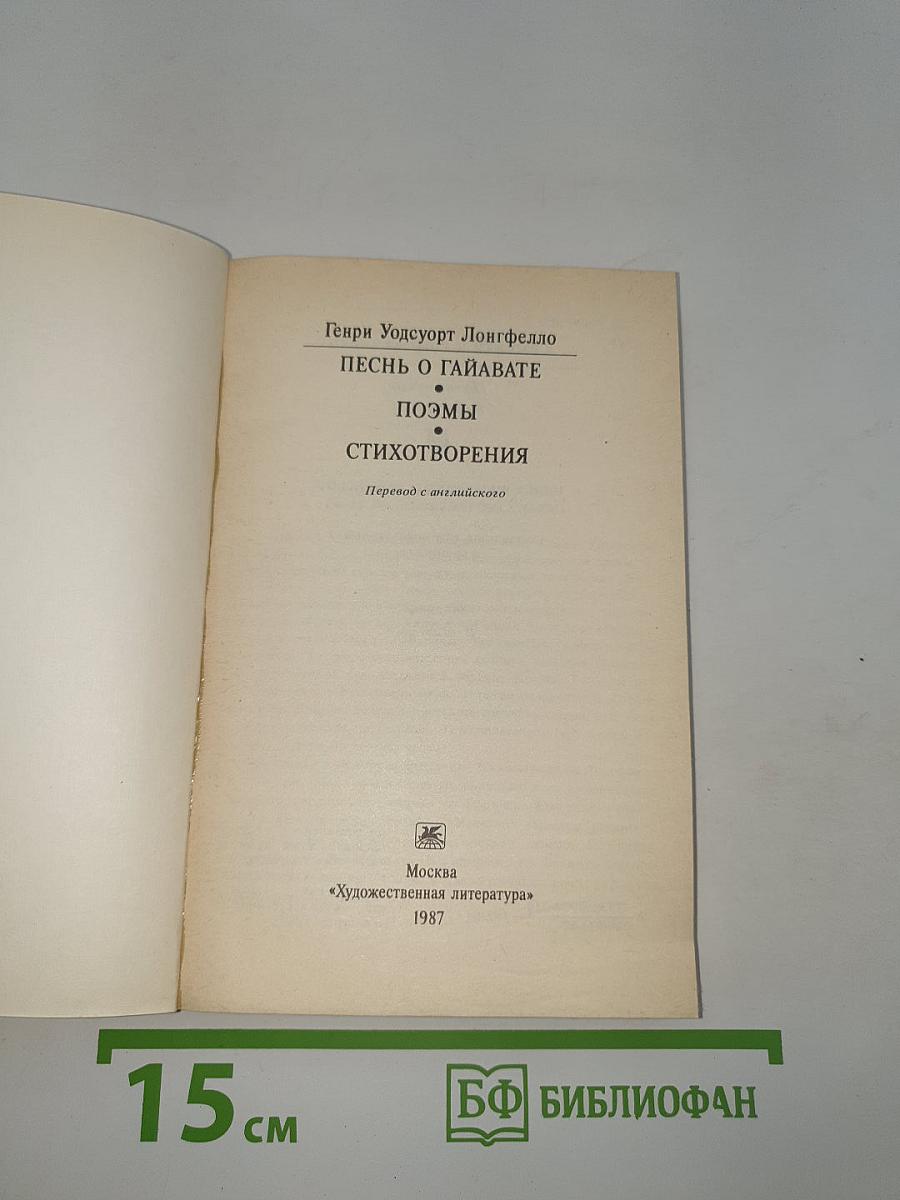 Генри Уодсуорт Лонгфелло
ПЕСНЬ О ГАЙАВАТЕ
•
ПОЭМЫ
•
СТИХОТВОРЕНИЯ
Перевод с английского
Москва
«Художественная литература»
1987
15 см
БФ БИБЛИОФАН